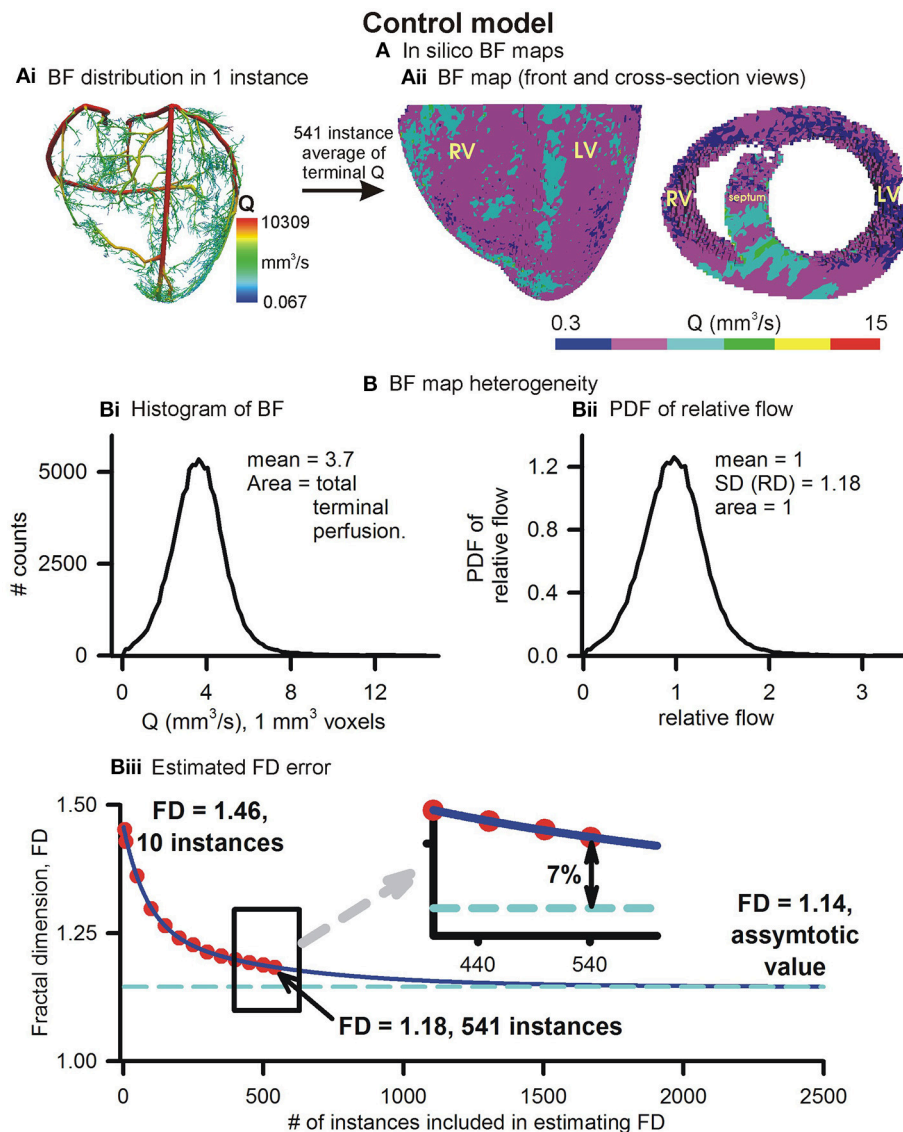 Control model
A In silico BF maps
Ai BF distribution in 1 instance
Aii BF map (front and cross-section views)
541 instance
average of
terminal Q
RV
LV
RV
septum
LV
Q
10309
mm³/s
0.067
0.3 Q (mm³/s) 15
B BF map heterogeneity
Bi Histogram of BF
mean = 3.7
Area = total
terminal
perfusion.
# counts
5000
2500
0
0 4 8 12
Q (mm³/s), 1 mm³ voxels
Bii PDF of relative flow
mean = 1
SD (RD) = 1.18
area = 1
PDF of
relative flow
1.2
0.8
0.4
0.0
0 1 2 3
relative flow
Biii Estimated FD error
FD = 1.46,
10 instances
7%
440 540
FD = 1.14,
assymtotic
value
FD = 1.18, 541 instances
Fractal dimension, FD
1.50
1.25
1.00
0 500 1000 1500 2000 2500
# of instances included in estimating FD